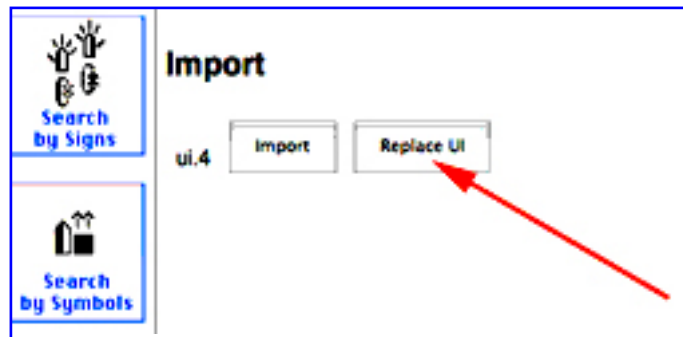 Search
by Signs
Search
by Symbols
Import
ui.4 Import Replace UI